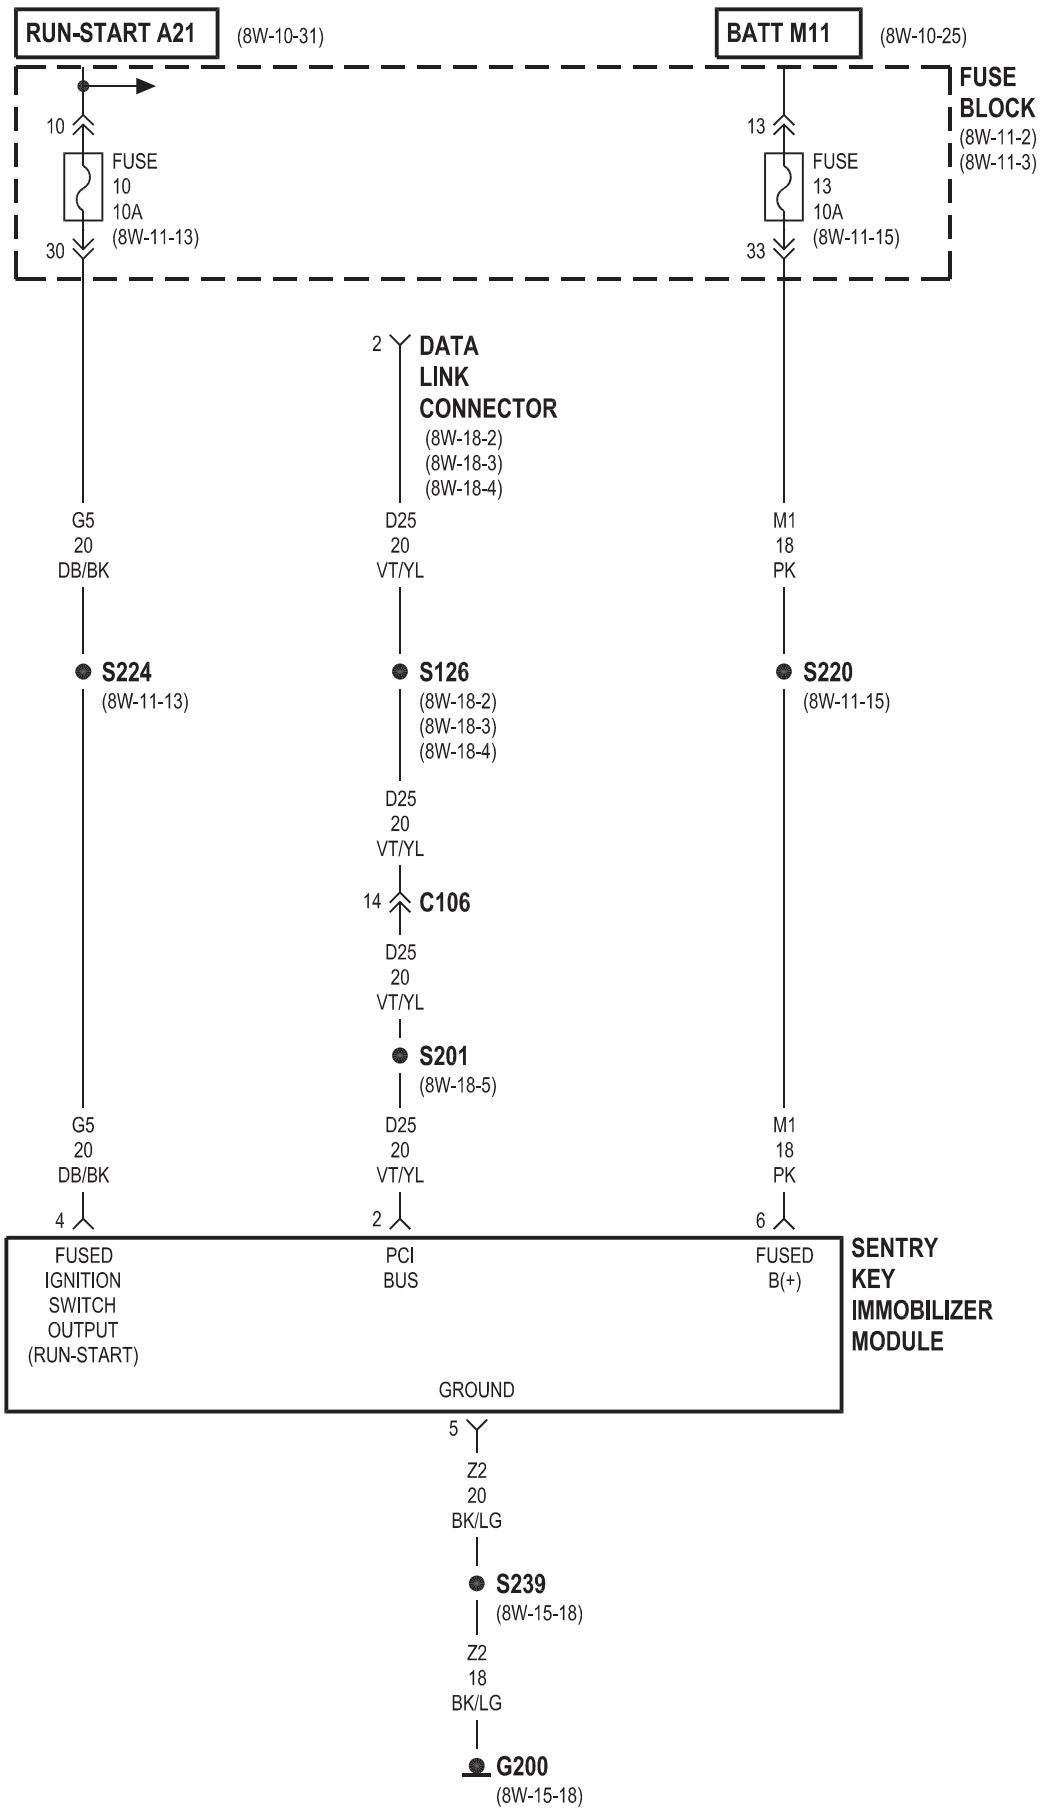 RUN-START A21
(8W-10-31)
BATT M11
(8W-10-25)
FUSE
BLOCK
(8W-11-2)
(8W-11-3)
10
FUSE
10
10A
(8W-11-13)
30
13
FUSE
13
10A
(8W-11-15)
33
2
DATA
LINK
CONNECTOR
(8W-18-2)
(8W-18-3)
(8W-18-4)
G5
20
DB/BK
D25
20
VT/YL
M1
18
PK
S224
(8W-11-13)
S126
(8W-18-2)
(8W-18-3)
(8W-18-4)
S220
(8W-11-15)
D25
20
VT/YL
14
C106
D25
20
VT/YL
S201
(8W-18-5)
G5
20
DB/BK
D25
20
VT/YL
M1
18
PK
4
2
6
FUSED
IGNITION
SWITCH
OUTPUT
(RUN-START)
PCI
BUS
FUSED
B(+)
SENTRY
KEY
IMMOBILIZER
MODULE
GROUND
5
Z2
20
BK/LG
S239
(8W-15-18)
Z2
18
BK/LG
G200
(8W-15-18)